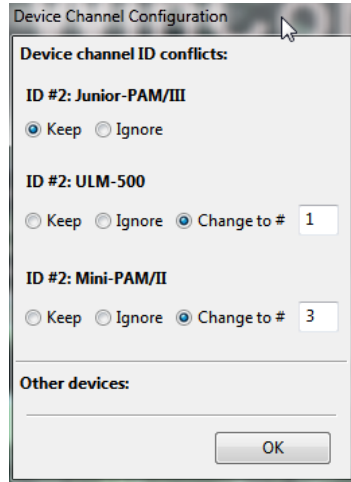 Device Channel Configuration
Device channel ID conflicts:
ID #2: Junior-PAM/III
Keep Ignore
ID #2: ULM-500
Keep Ignore Change to # 1
ID #2: Mini-PAM/II
Keep Ignore Change to # 3
Other devices:
OK